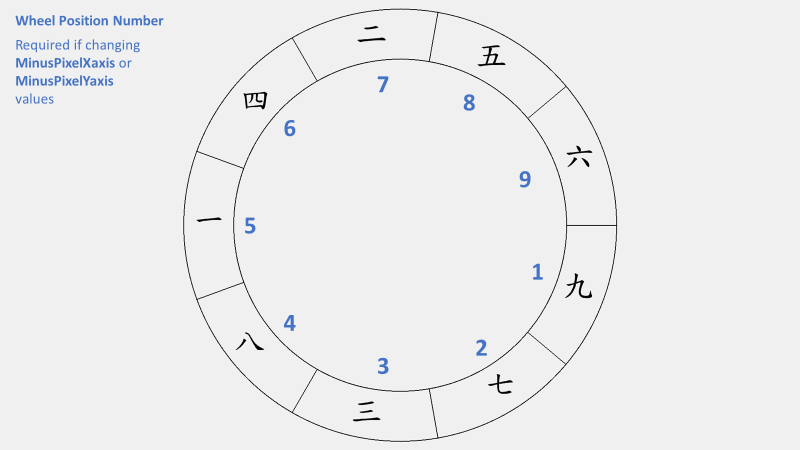 Wheel Position Number
Required if changing
MinusPixelXaxis or
MinusPixelYaxis
values
二
五
四
六
一
九
八
七
三
7
8
6
9
5
1
4
2
3